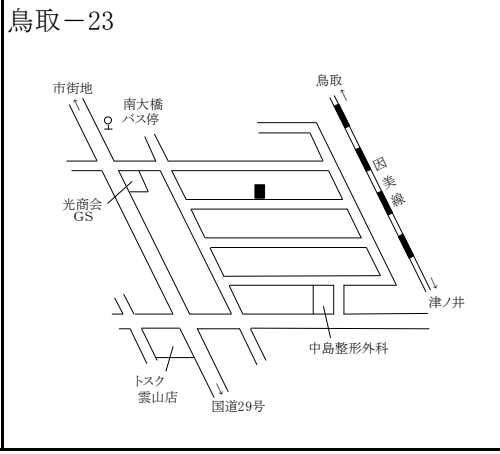 鳥取－23
鳥取
市街地
南大橋
バス停
因美線
光商会
GS
津ノ井
中島整形外科
トスク
雲山店
国道29号